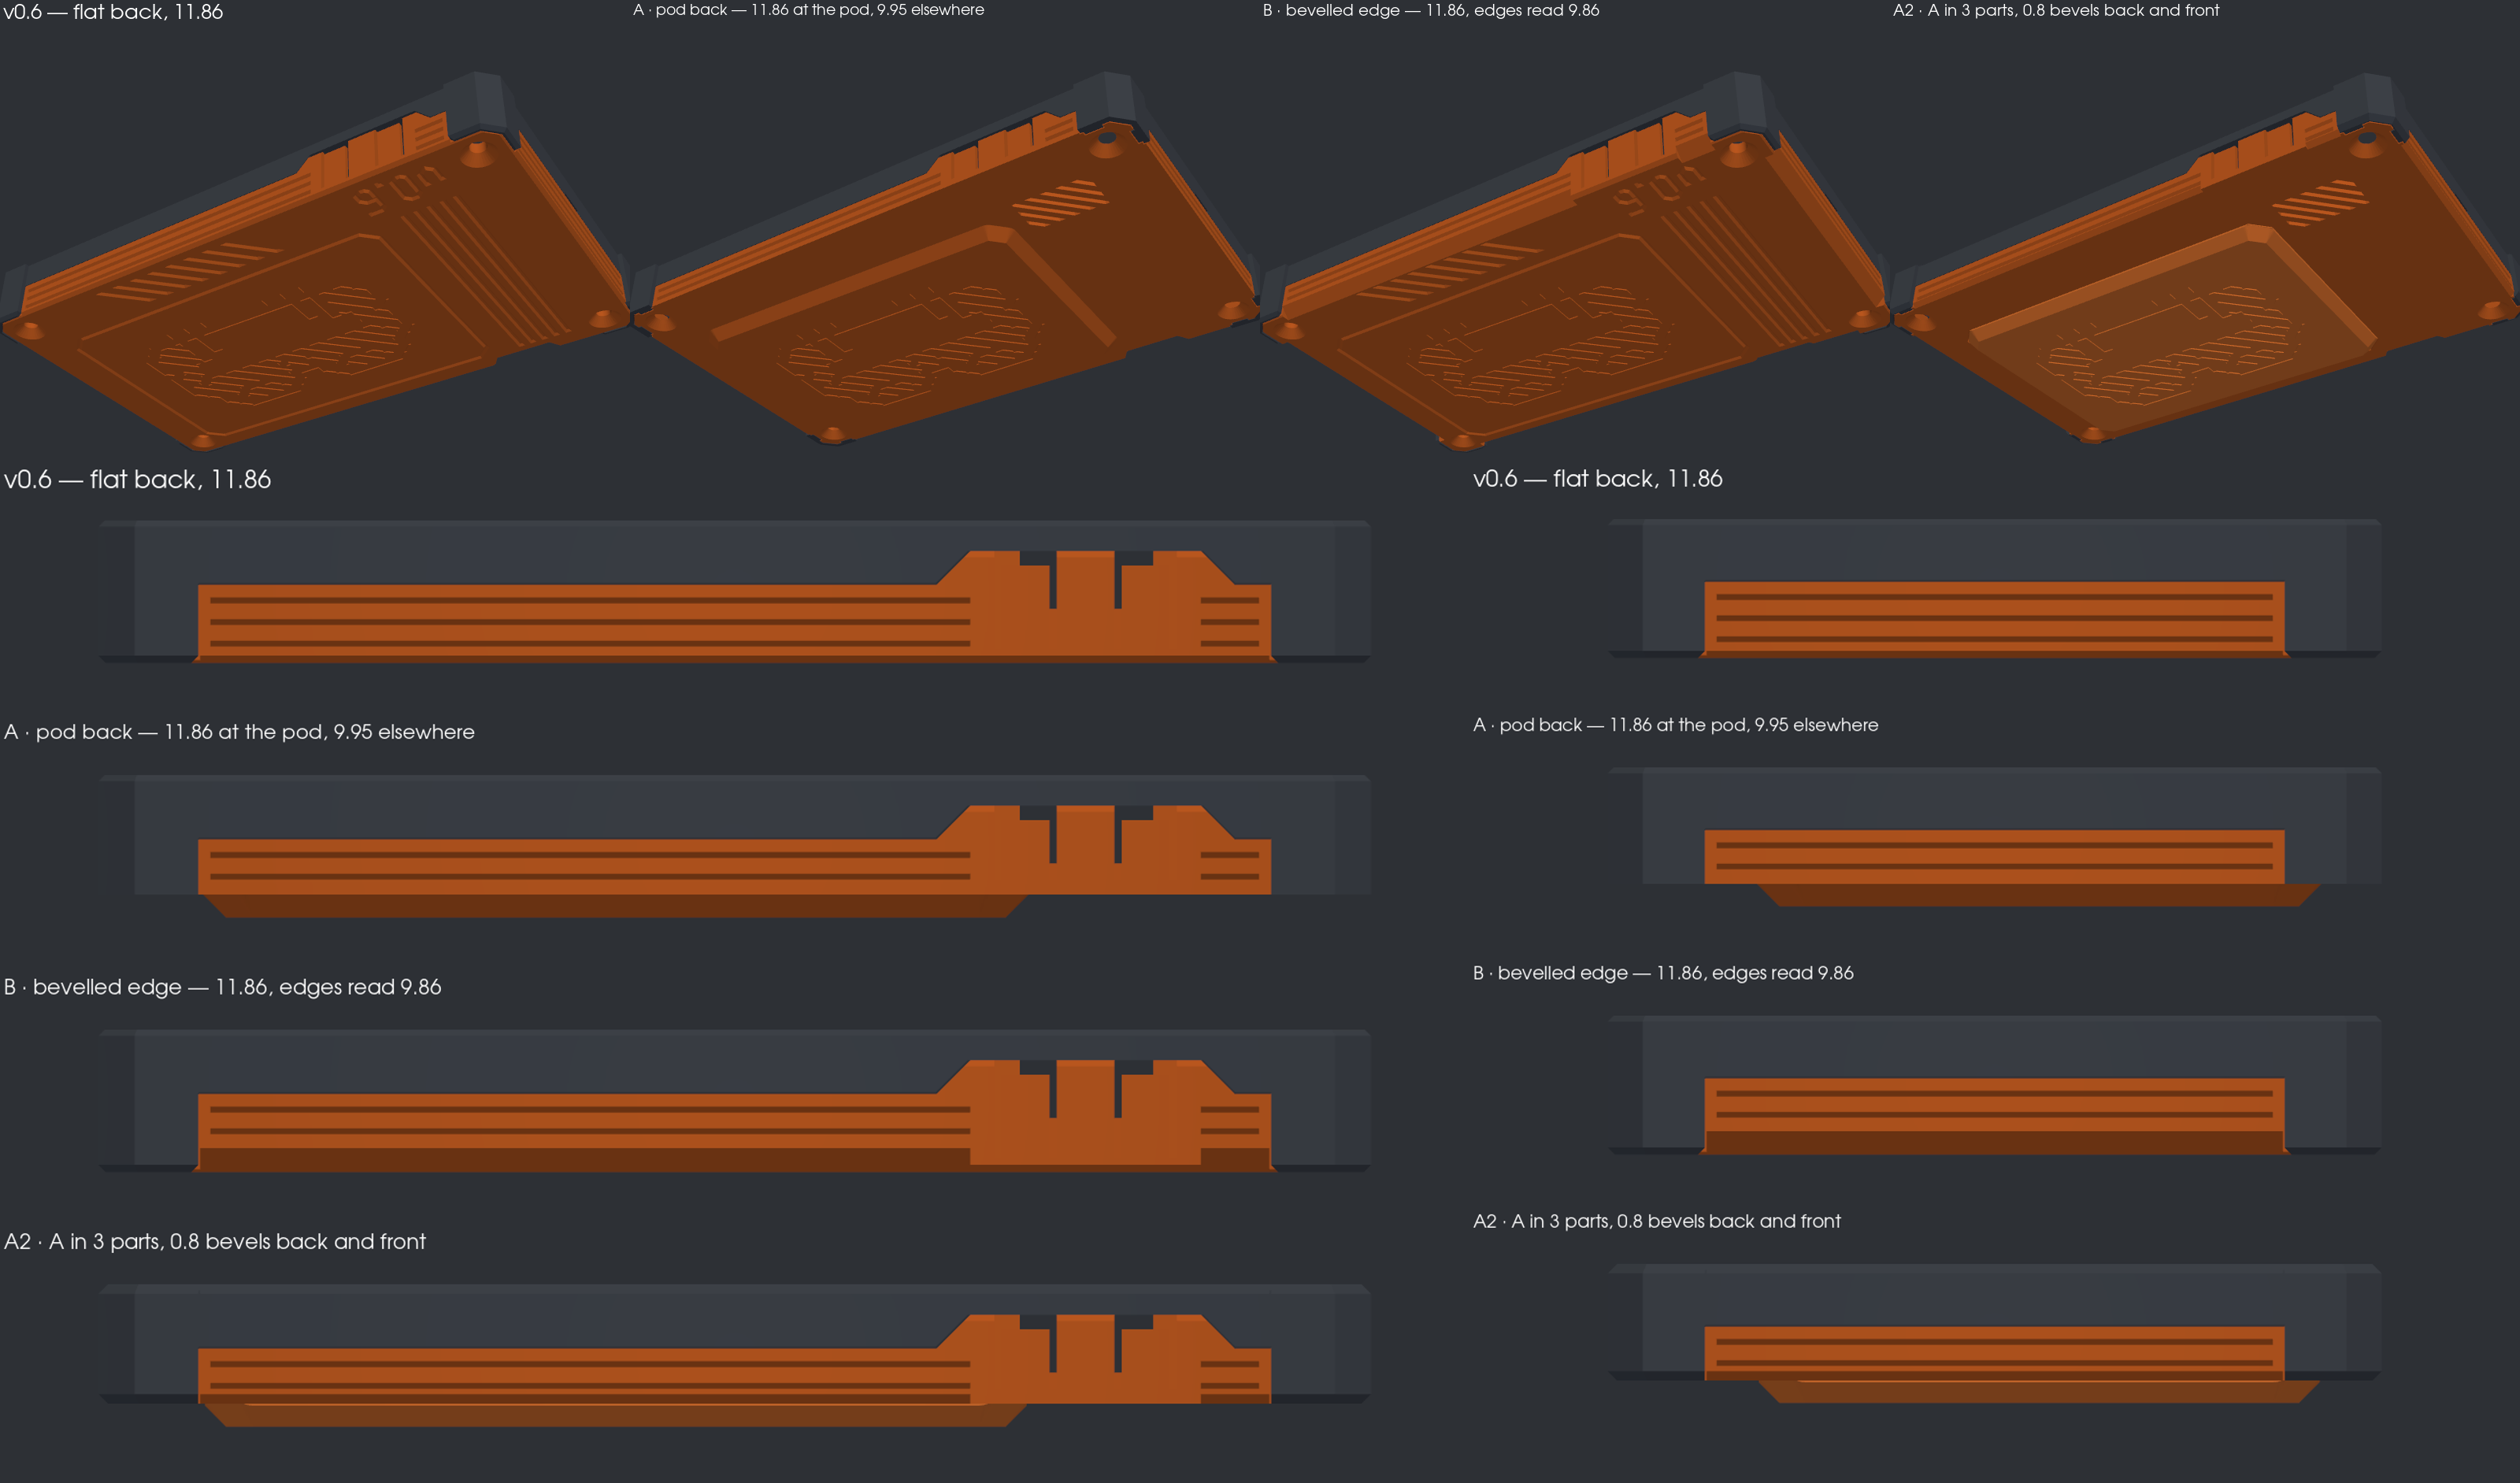 v0.6 — flat back, 11.86
A · pod back — 11.86 at the pod, 9.95 elsewhere
B · bevelled edge — 11.86, edges read 9.86
A2 · A in 3 parts, 0.8 bevels back and front
v0.6
v0.6
v0.6 — flat back, 11.86
v0.6 — flat back, 11.86
A · pod back — 11.86 at the pod, 9.95 elsewhere
A · pod back — 11.86 at the pod, 9.95 elsewhere
B · bevelled edge — 11.86, edges read 9.86
B · bevelled edge — 11.86, edges read 9.86
A2 · A in 3 parts, 0.8 bevels back and front
A2 · A in 3 parts, 0.8 bevels back and front